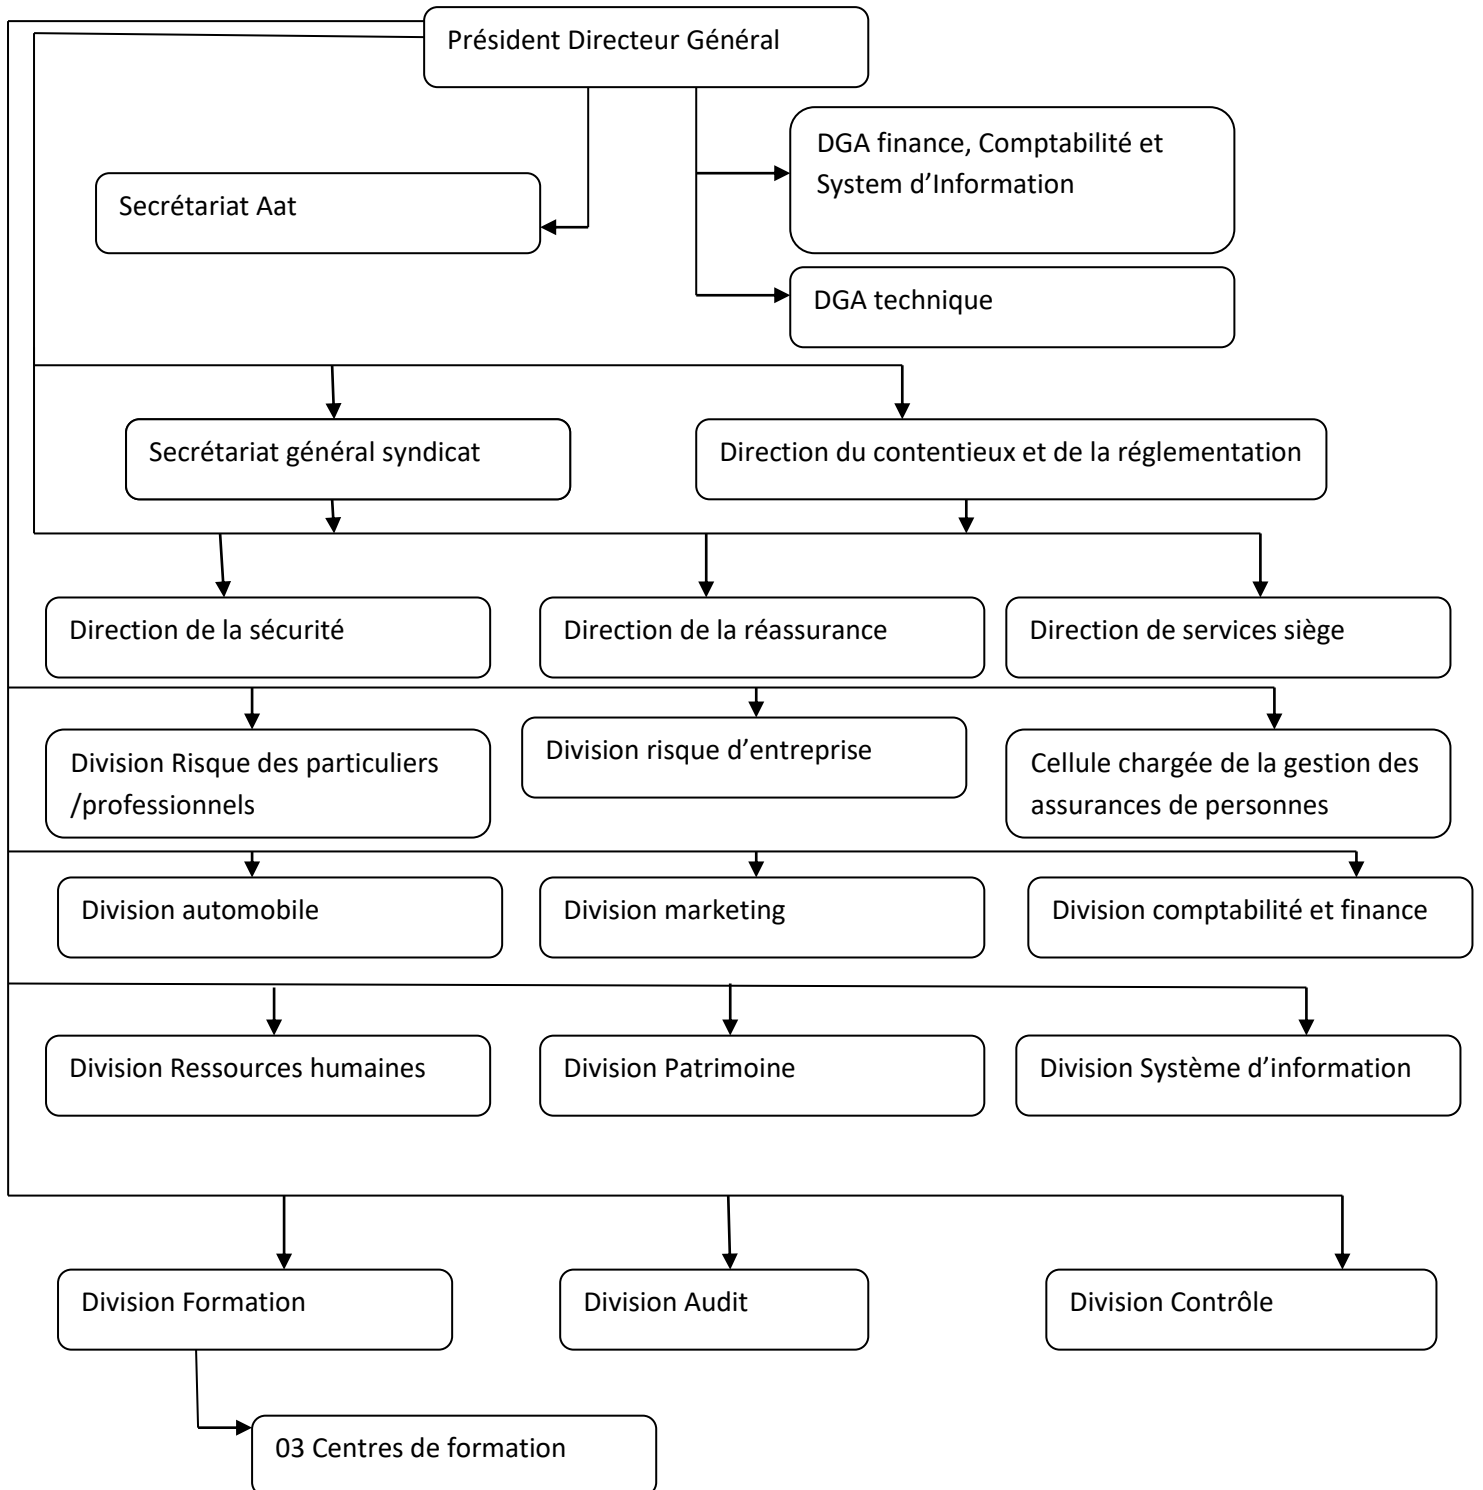 Président Directeur Général
DGA finance, Comptabilité et
System d’Information
Secrétariat Aat
DGA technique
Secrétariat général syndicat
Direction du contentieux et de la réglementation
Direction de la sécurité
Direction de la réassurance
Direction de services siège
Division Risque des particuliers
/professionnels
Division risque d’entreprise
Cellule chargée de la gestion des
assurances de personnes
Division automobile
Division marketing
Division comptabilité et finance
Division Ressources humaines
Division Patrimoine
Division Système d’information
Division Formation
Division Audit
Division Contrôle
03 Centres de formation